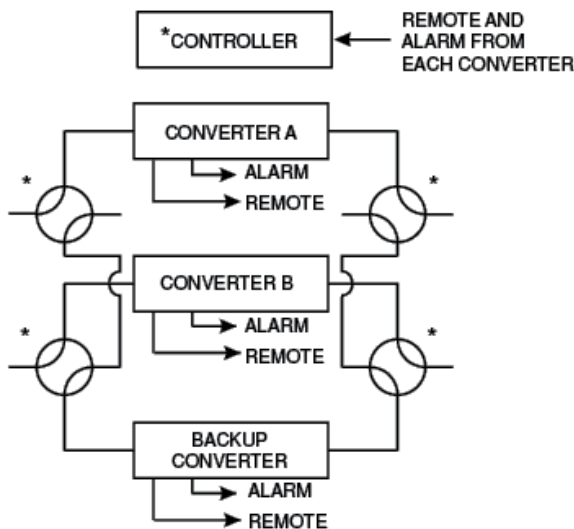 *CONTROLLER
REMOTE AND
ALARM FROM
EACH CONVERTER
CONVERTER A
ALARM
REMOTE
*
*
CONVERTER B
ALARM
REMOTE
*
*
BACKUP
CONVERTER
ALARM
REMOTE